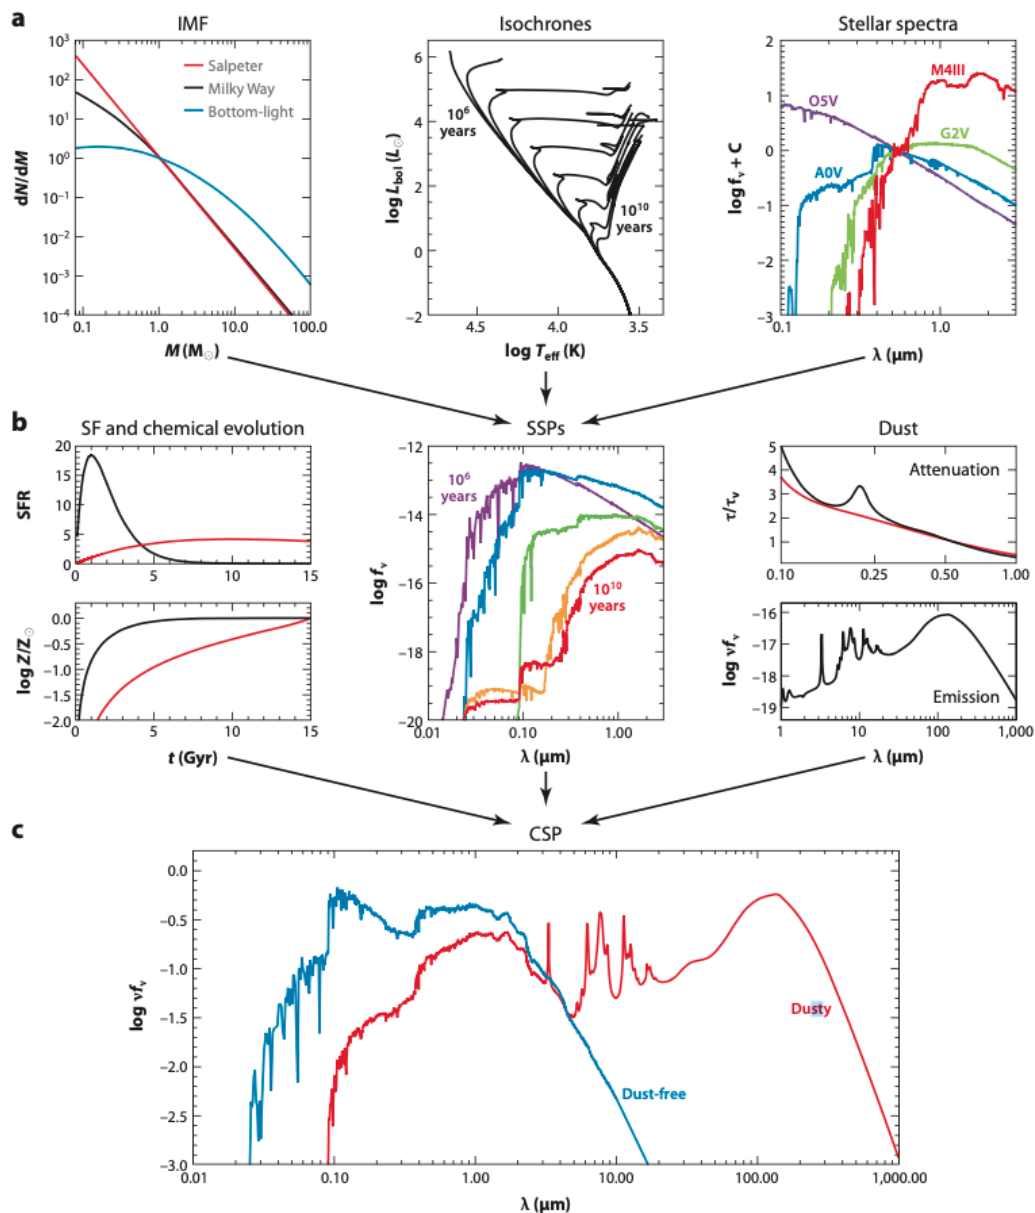 a
IMF
Isochrones
Stellar spectra
10³
10²
10¹
10⁰
10⁻¹
10⁻²
10⁻³
10⁻⁴
dN/dM
Salpeter
Milky Way
Bottom-light
0.1
1.0
10.0
100.0
M (M☉)
6
4
2
0
−2
log L_bol (L☉)
10⁶
years
10¹⁰
years
4.5
4.0
3.5
log T_eff (K)
2
1
0
−1
−2
−3
log f_ν + C
O5V
M4III
G2V
A0V
0.1
1.0
λ (μm)
b
SF and chemical evolution
SSPs
Dust
20
15
10
5
0
SFR
0
5
10
15
0.0
−0.5
−1.0
−1.5
−2.0
log Z/Z☉
0
5
10
15
t (Gyr)
−12
−14
−16
−18
−20
log f_ν
10⁶
years
10¹⁰
years
0.01
0.10
1.00
λ (μm)
5
4
3
2
1
0
τ/τ_v
Attenuation
0.10
0.25
0.50
1.00
−16
−17
−18
−19
log νf_ν
Emission
1
10
100
1,000
λ (μm)
c
CSP
0.0
−0.5
−1.0
−1.5
−2.0
−2.5
−3.0
log νf_ν
Dusty
Dust-free
0.01
0.10
1.00
10.00
100.00
1,000.00
λ (μm)